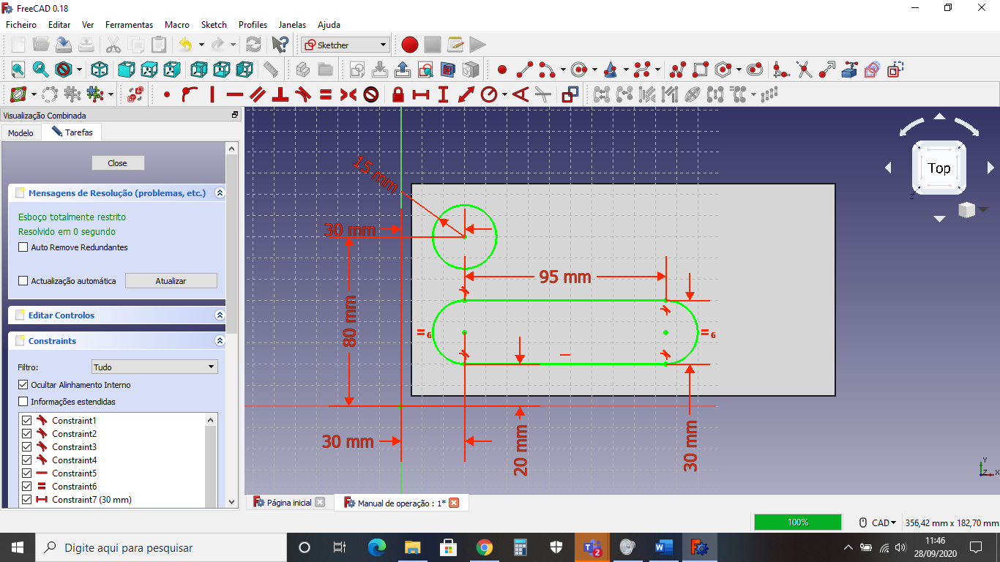 FreeCAD 0.18
Ficheiro Editar Ver Ferramentas Macro Sketch Profiles Janelas Ajuda
Sketcher
Visualização Combinada
Modelo Tarefas
Close
Mensagens de Resolução (problemas, etc.)
Esboço totalmente restrito
Resolvido em 0 segundo
Auto Remove Redundantes
Actualização automática Atualizar
Editar Controlos
Constraints
Filtro: Tudo
Ocultar Alinhamento Interno
Informações estendidas
Constraint1
Constraint2
Constraint3
Constraint4
Constraint5
Constraint6
Constraint7 (30 mm)
15 mm
30 mm
95 mm
80 mm
6
6
30 mm
20 mm
30 mm
Top
Z
Y
Z
X
Página inicial
Manual de operação : 1*
100%
CAD
356,42 mm x 182,70 mm
Digite aqui para pesquisar
2
11:46
28/09/2020